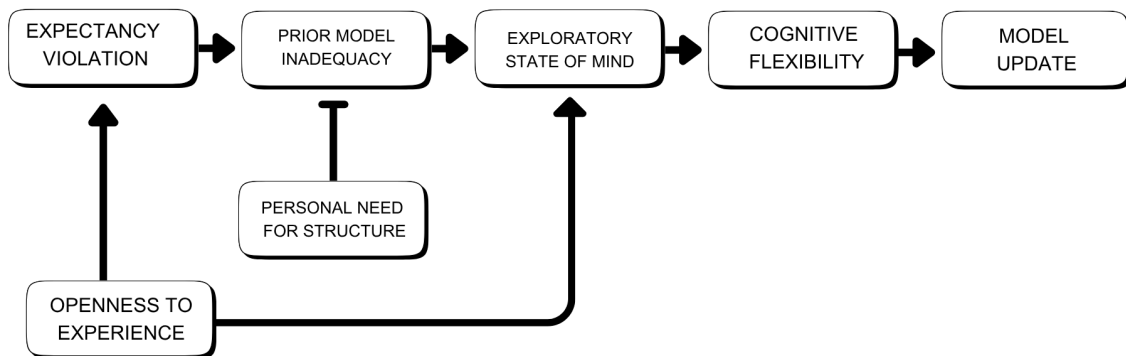 EXPECTANCY
VIOLATION
PRIOR MODEL
INADEQUACY
EXPLORATORY
STATE OF MIND
COGNITIVE
FLEXIBILITY
MODEL
UPDATE
PERSONAL NEED
FOR STRUCTURE
OPENNESS TO
EXPERIENCE